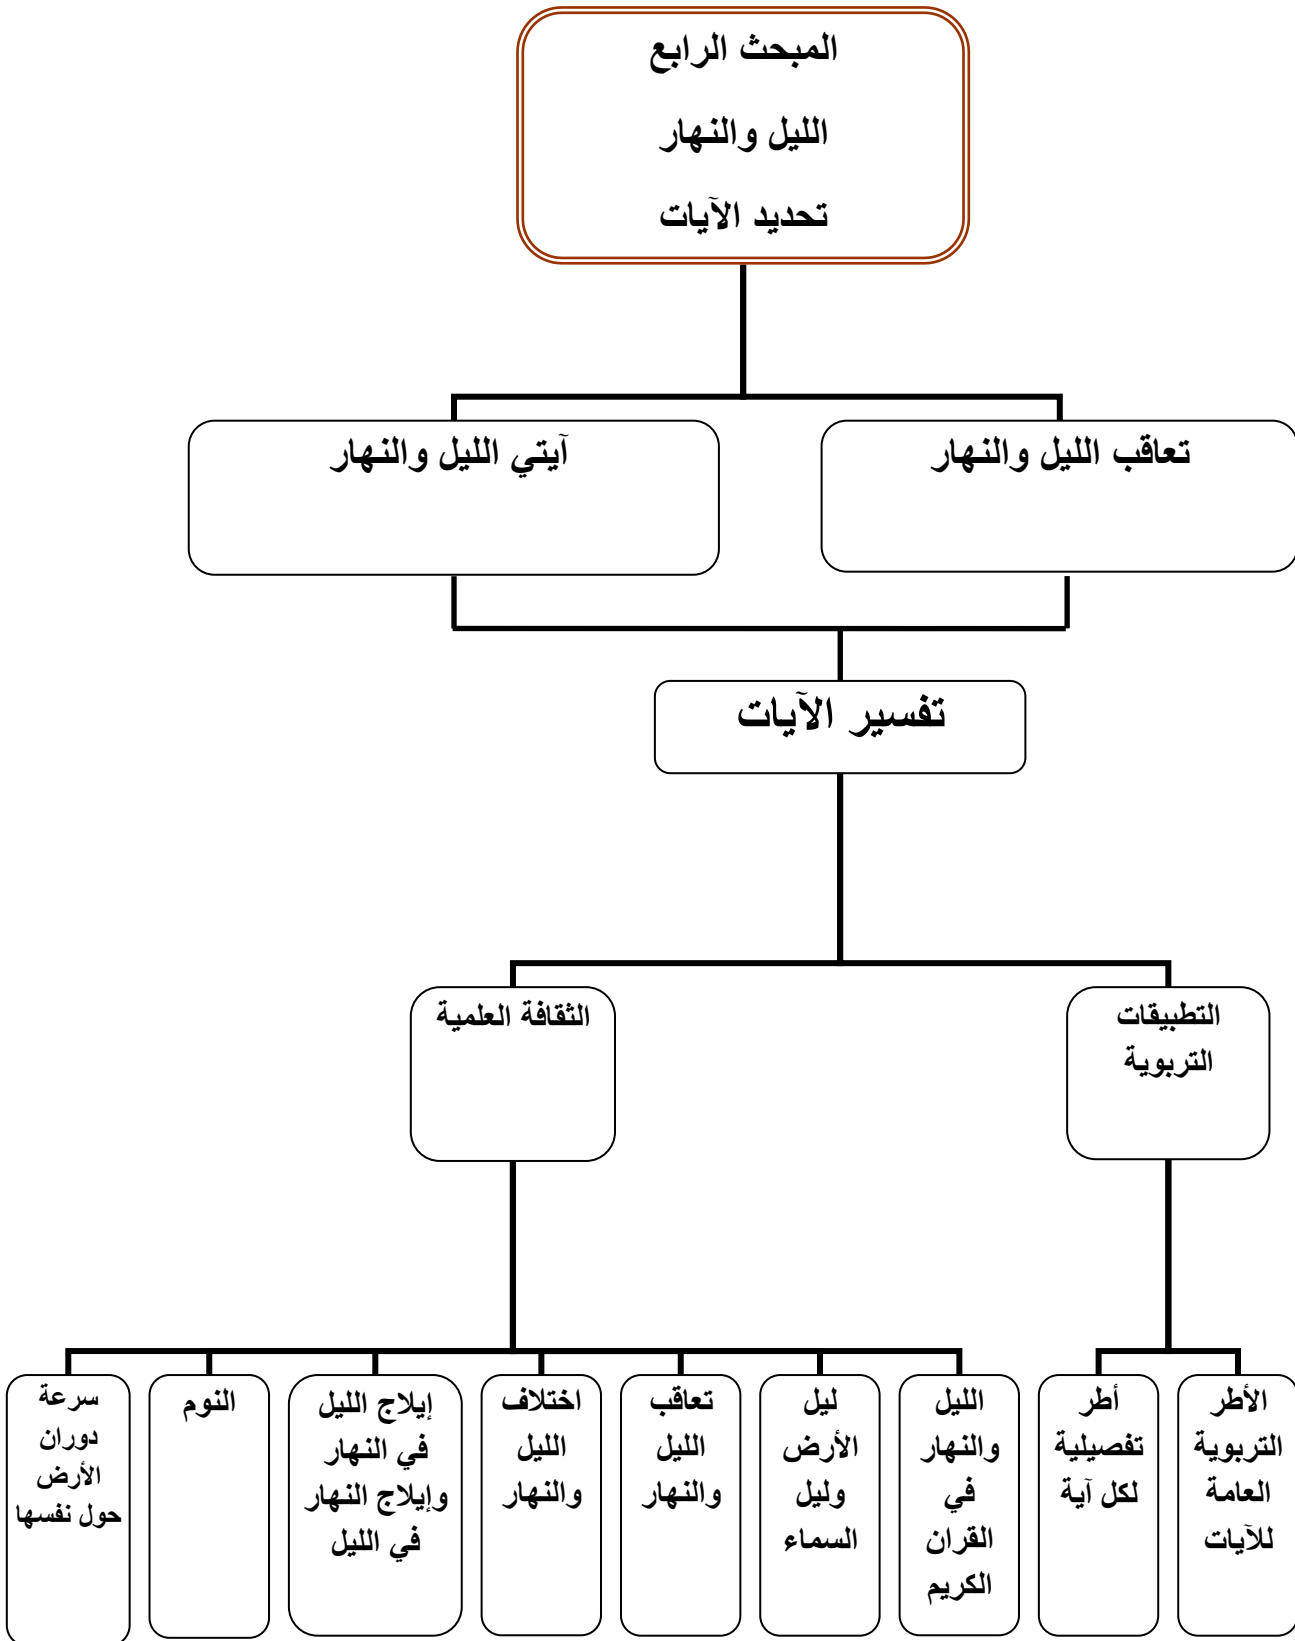 المبحث الرابع
الليل والنهار
تحديد الآيات
تعاقب الليل والنهار
آيتي الليل والنهار
تفسير الآيات
التطبيقات
التربوية
الثقافة العلمية
الأطر
التربوية
العامة
للآيات
أطر
تفصيلية
لكل آية
الليل
والنهار
في
القران
الكريم
ليل
الأرض
وليل
السماء
تعاقب
الليل
والنهار
اختلاف
الليل
والنهار
إيلاج الليل
في النهار
وإيلاج النهار
في الليل
النوم
سرعة
دوران
الأرض
حول نفسها